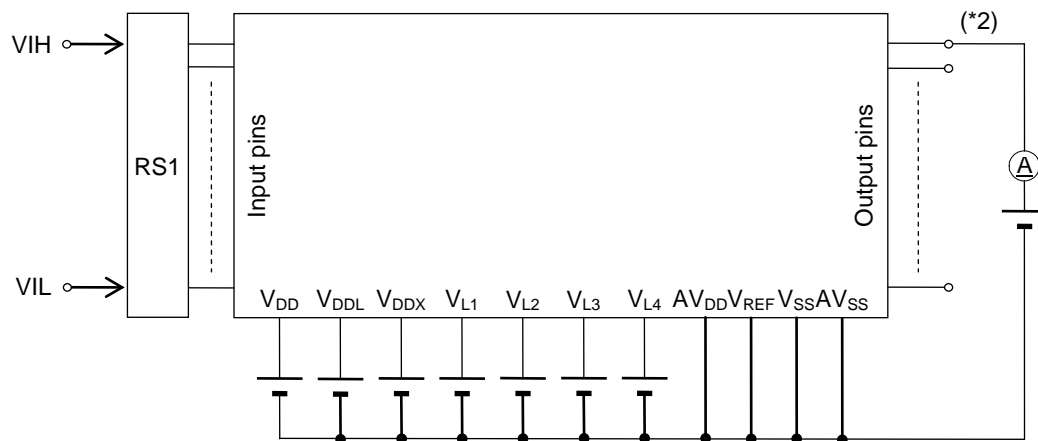 (*2)
VIH
RS1
Input pins
Output pins
A
VIL
VDD VDDL VDDX VL1 VL2 VL3 VL4 AVDD VREF VSS AVSS